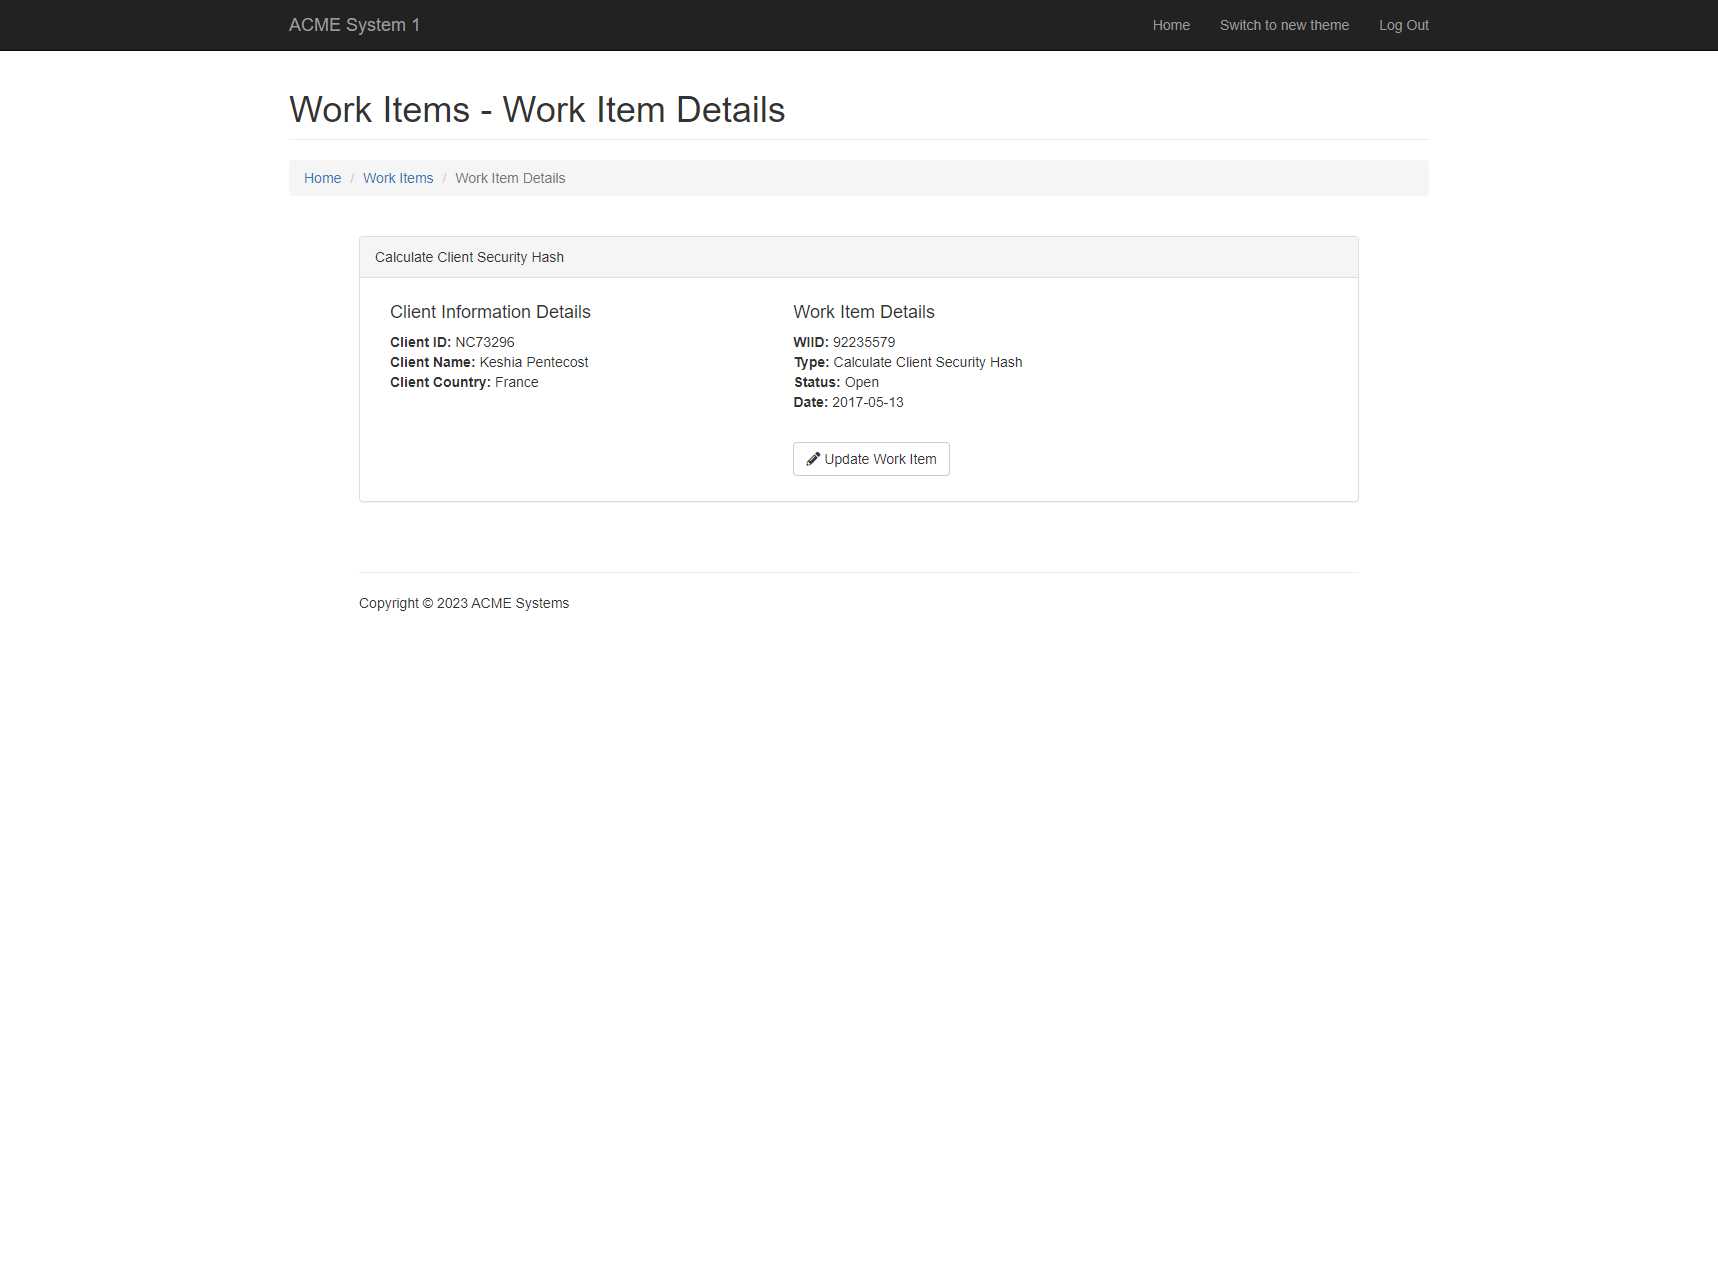 ACME System 1
Home
Switch to new theme
Log Out
Work Items - Work Item Details
Home / Work Items / Work Item Details
Calculate Client Security Hash
Client Information Details
Client ID: NC73296
Client Name: Keshia Pentecost
Client Country: France
Work Item Details
WIID: 92235579
Type: Calculate Client Security Hash
Status: Open
Date: 2017-05-13
Update Work Item
Copyright © 2023 ACME Systems